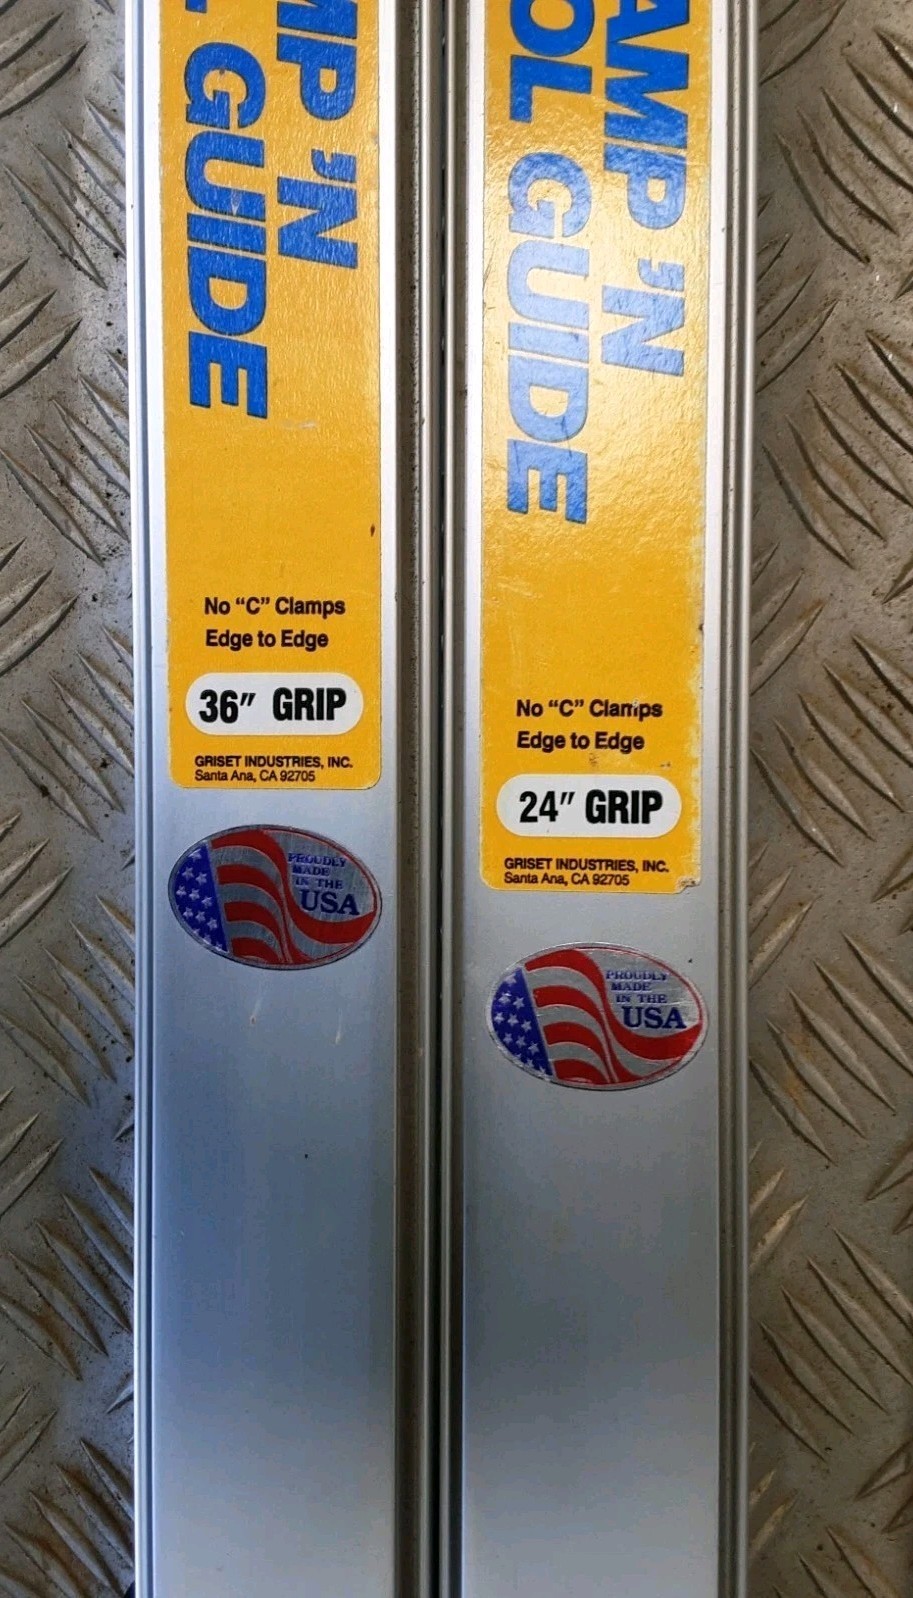 MP 'N
L GUIDE
No “C” Clamps
Edge to Edge
36″ GRIP
GRISET INDUSTRIES, INC.
Santa Ana, CA 92705
PROUDLY
MADE
IN THE
USA
AMP 'N
OL GUIDE
No “C” Clamps
Edge to Edge
24″ GRIP
GRISET INDUSTRIES, INC.
Santa Ana, CA 92705
PROUDLY
MADE
IN THE
USA